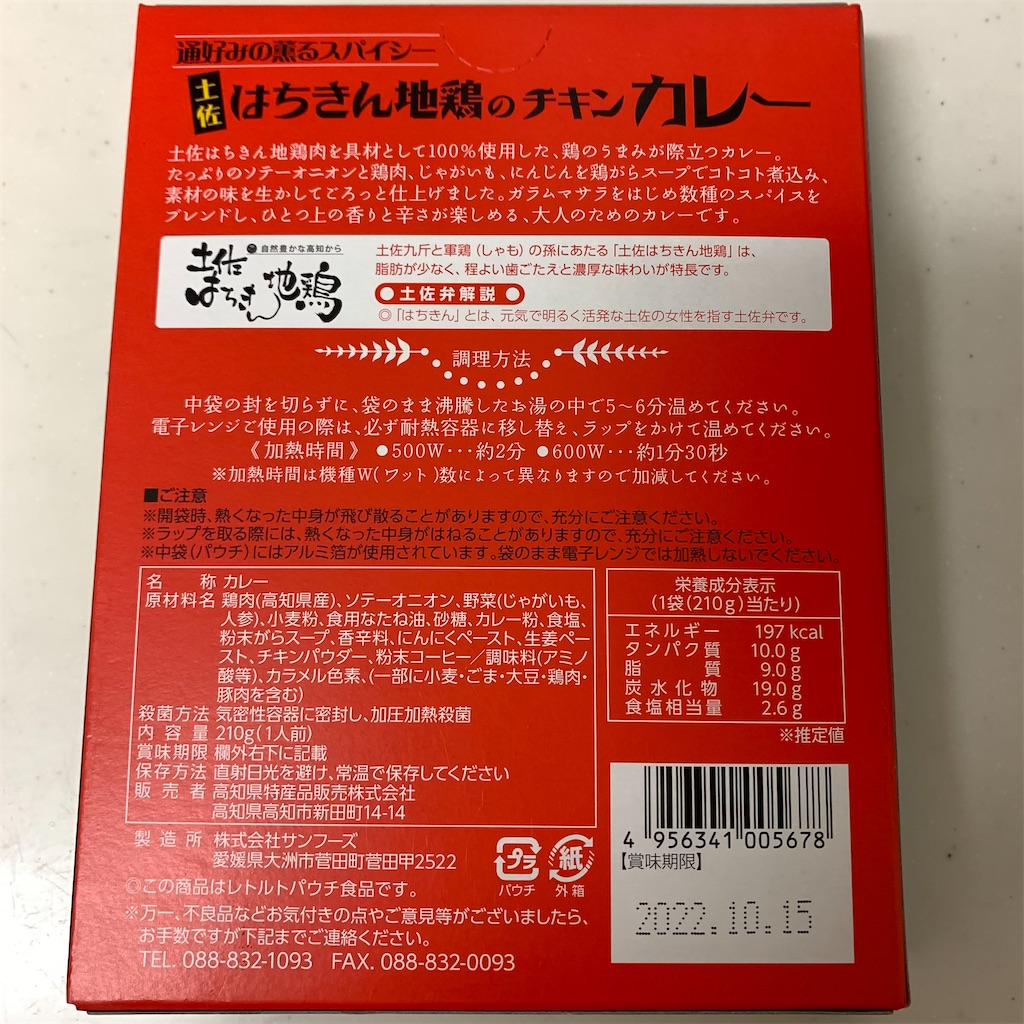 通好みの薫るスパイシー
土佐はちきん地鶏のチキンカレー
土佐はちきん地鶏肉を具材として100%使用した、鶏のうまみが際立つカレー。
たっぷりのソテーオニオンと鶏肉、じゃがいも、にんじんを鶏がらスープでコトコト煮込み、
素材の味を生かしてごろっと仕上げました。ガラムマサラをはじめ数種のスパイスを
ブレンドし、ひとつ上の香りと辛さが楽しめる、大人のためのカレーです。
自然豊かな高知から
土佐はちきん地鶏
土佐九斤と軍鶏(しゃも)の孫にあたる「土佐はちきん地鶏」は、
脂肪が少なく、程よい歯ごたえと濃厚な味わいが特長です。
●土佐弁解説●
◎「はちきん」とは、元気で明るく活発な土佐の女性を指す土佐弁です。
調理方法
中袋の封を切らずに、袋のまま沸騰したお湯の中で5〜6分温めてください。
電子レンジご使用の際は、必ず耐熱容器に移し替え、ラップをかけて温めてください。
《加熱時間》 ●500W･･･約2分 ●600W･･･約1分30秒
※加熱時間は機種W(ワット)数によって異なりますので加減してください。
■ご注意
※開袋時、熱くなった中身が飛び散ることがありますので、充分にご注意ください。
※ラップを取る際には、熱くなった中身がはねることがありますので、充分にご注意ください。
※中袋(パウチ)にはアルミ箔が使用されています。袋のまま電子レンジでは加熱しないでください。
名称 カレー
原材料名 鶏肉(高知県産)、ソテーオニオン、野菜(じゃがいも、
人参)、小麦粉、食用なたね油、砂糖、カレー粉、食塩、
粉末がらスープ、香辛料、にんにくペースト、生姜ペー
スト、チキンパウダー、粉末コーヒー／調味料(アミノ
酸等)、カラメル色素、(一部に小麦・ごま・大豆・鶏肉・
豚肉を含む)
殺菌方法 気密性容器に密封し、加圧加熱殺菌
内容量 210g(1人前)
賞味期限 欄外右下に記載
保存方法 直射日光を避け、常温で保存してください
販売者 高知県特産品販売株式会社
高知県高知市新田町14-14
製造所 株式会社サンフーズ
愛媛県大洲市菅田町菅田甲2522
◎この商品はレトルトパウチ食品です。
※万一、不良品などお気付きの点やご意見等がございましたら、
お手数ですが下記までご連絡ください。
TEL. 088-832-1093 FAX. 088-832-0093
栄養成分表示
(1袋(210g)当たり)
エネルギー 197 kcal
タンパク質 10.0 g
脂質 9.0 g
炭水化物 19.0 g
食塩相当量 2.6 g
※推定値
プラ
パウチ
紙
外箱
4 956341 005678
【賞味期限】
2022.10.15